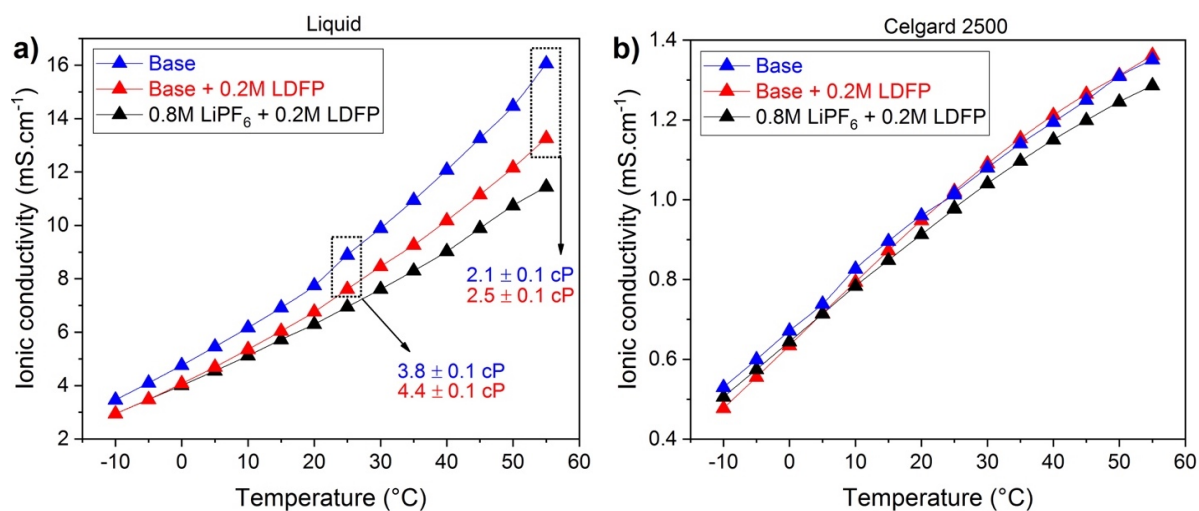 a)
Liquid
Base
Base + 0.2M LDFP
0.8M LiPF6 + 0.2M LDFP
Ionic conductivity (mS.cm-1)
16
14
12
10
8
6
4
2
2.1 ± 0.1 cP
2.5 ± 0.1 cP
3.8 ± 0.1 cP
4.4 ± 0.1 cP
-10 0 10 20 30 40 50 60
Temperature (°C)
b)
Celgard 2500
Base
Base + 0.2M LDFP
0.8M LiPF6 + 0.2M LDFP
Ionic conductivity (mS.cm-1)
1.4
1.2
1.0
0.8
0.6
0.4
-10 0 10 20 30 40 50 60
Temperature (°C)